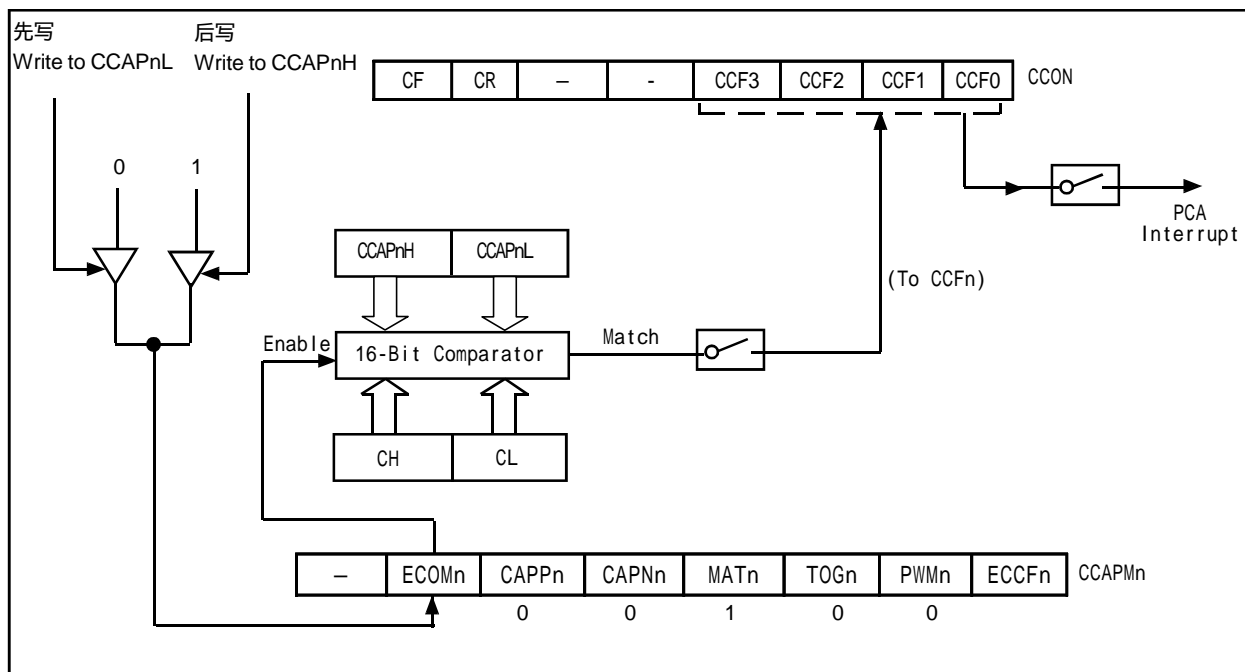 先写 后写
Write to CCAPnL Write to CCAPnH
CF CR – - CCF3 CCF2 CCF1 CCF0 CCON
0 1
PCA
Interrupt
CCAPnH CCAPnL
(To CCFn)
Enable 16-Bit Comparator Match
CH CL
– ECOMn CAPPn CAPNn MATn TOGn PWMn ECCFn CCAPMn
0 0 1 0 0